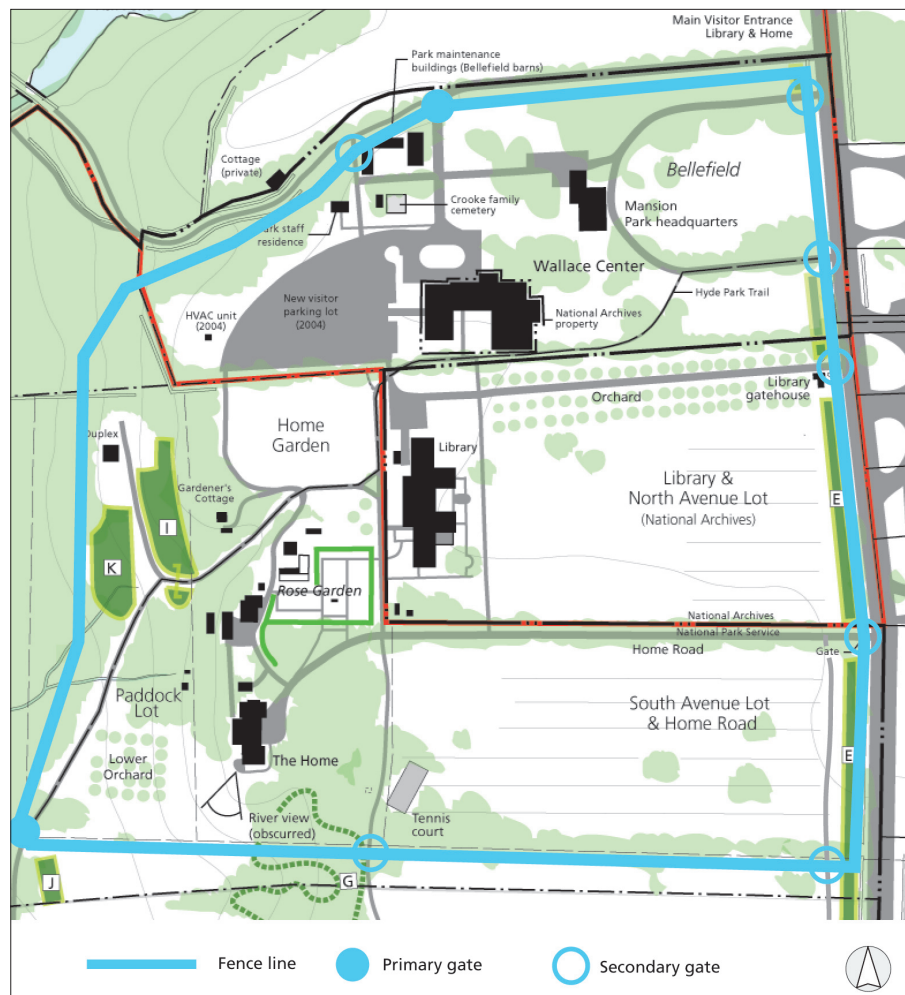 Main Visitor Entrance
Library & Home
Park maintenance
buildings (Bellefield barns)
Cottage
(private)
Bellefield
Crooke family
cemetery
Mansion
Park headquarters
rk staff
residence
Wallace Center
Hyde Park Trail
New visitor
parking lot
(2004)
HVAC unit
(2004)
National Archives
property
Library
gatehouse
Orchard
Home
Garden
Duplex
Library
Gardener's
Cottage
Library &
North Avenue Lot
(National Archives)
E
I
K
Rose Garden
National Archives
National Park Service
Home Road
Gate
Paddock
Lot
South Avenue Lot
& Home Road
E
The Home
Lower
Orchard
River view
(obscurred)
Tennis
court
G
J
Fence line
Primary gate
Secondary gate